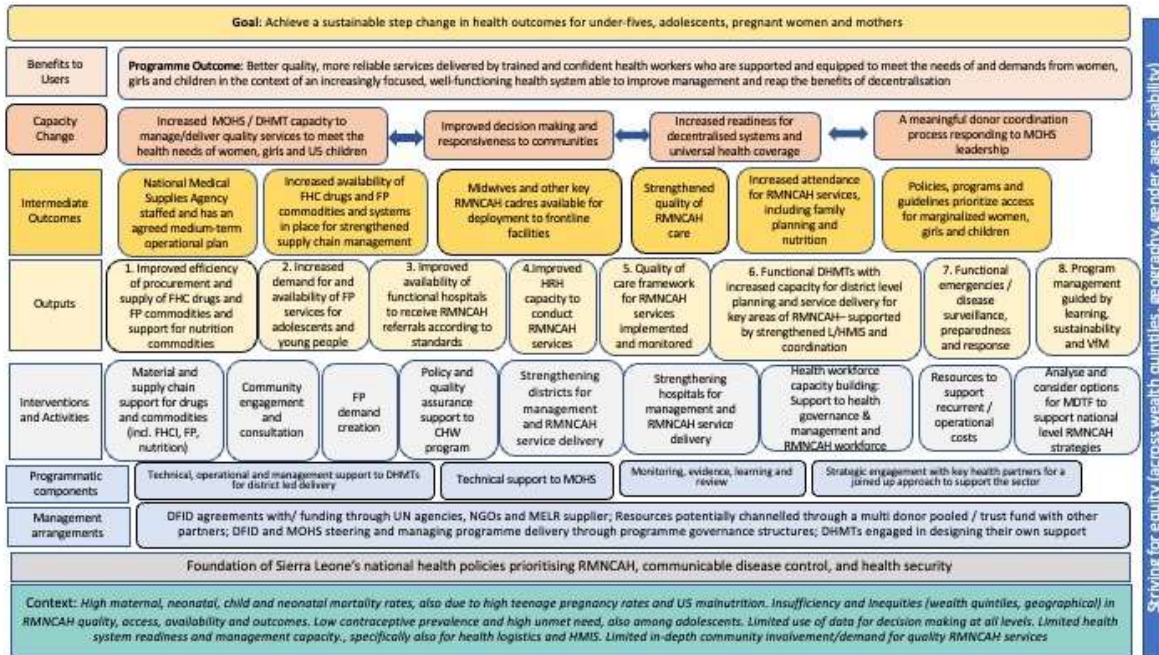 Goal: Achieve a sustainable step change in health outcomes for under-fives, adolescents, pregnant women and mothers
Benefits to
Users
Programme Outcome: Better quality, more reliable services delivered by trained and confident health workers who are supported and equipped to meet the needs of and demands from women,
girls and children in the context of an increasingly focused, well-functioning health system able to improve management and reap the benefits of decentralisation
Capacity
Change
Increased MOHS / DHMT capacity to
manage/deliver quality services to meet the
health needs of women, girls and U5 children
Improved decision making and
responsiveness to communities
Increased readiness for
decentralised systems and
universal health coverage
A meaningful donor coordination
process responding to MOHS
leadership
Intermediate
Outcomes
National Medical
Supplies Agency
staffed and has an
agreed medium-term
operational plan
Increased availability of
FHC drugs and FP
commodities and systems
in place for strengthened
supply chain management
Midwives and other key
RMNCAH cadres available for
deployment to frontline
facilities
Strengthened
quality of
RMNCAH
care
Increased attendance
for RMNCAH services,
including family
planning and
nutrition
Policies, programs and
guidelines prioritize access
for marginalized women,
girls and children
Outputs
1. Improved efficiency
of procurement and
supply of FHC drugs and
FP commodities and
support for nutrition
commodities
2. Increased
demand for and
availability of FP
services for
adolescents and
young people
3. Improved
availability of
functional hospitals
to receive RMNCAH
referrals according to
standards
4.Improved
HRH
capacity to
conduct
RMNCAH
services
5. Quality of
care framework
for RMNCAH
services
implemented
and monitored
6. Functional DHMTs with
increased capacity for district level
planning and service delivery for
key areas of RMNCAH– supported
by strengthened L/HMIS and
coordination
7. Functional
emergencies /
disease
surveillance,
preparedness
and response
8. Program
management
guided by
learning,
sustainability
and VfM
Interventions
and Activities
Material and
supply chain
support for drugs
and commodities
(incl. FHCI, FP,
nutrition)
Community
engagement
and
consultation
FP
demand
creation
Policy and
quality
assurance
support to
CHW
program
Strengthening
districts for
management
and RMNCAH
service delivery
Strengthening
hospitals for
management and
RMNCAH service
delivery
Health workforce
capacity building:
Support to health
governance &
management and
RMNCAH workforce
Resources to
support
recurrent /
operational
costs
Analyse and
consider options
for MDTF to
support national
level RMNCAH
strategies
Programmatic
components
Technical, operational and management support to DHMTs
for district led delivery
Technical support to MOHS
Monitoring, evidence, learning and
review
Strategic engagement with key health partners for a
joined up approach to support the sector
Management
arrangements
DFID agreements with/ funding through UN agencies, NGOs and MELR supplier; Resources potentially channelled through a multi donor pooled / trust fund with other
partners; DFID and MOHS steering and managing programme delivery through programme governance structures; DHMTs engaged in designing their own support
Foundation of Sierra Leone's national health policies prioritising RMNCAH, communicable disease control, and health security
Context: High maternal, neonatal, child and neonatal mortality rates, also due to high teenage pregnancy rates and U5 malnutrition. Insufficiency and Inequities (wealth quintiles, geographical) in
RMNCAH quality, access, availability and outcomes. Low contraceptive prevalence and high unmet need, also among adolescents. Limited use of data for decision making at all levels. Limited health
system readiness and management capacity., specifically also for health logistics and HMIS. Limited in-depth community involvement/demand for quality RMNCAH services
Striving for equity (across wealth quintiles, geography, gender, age, disability)